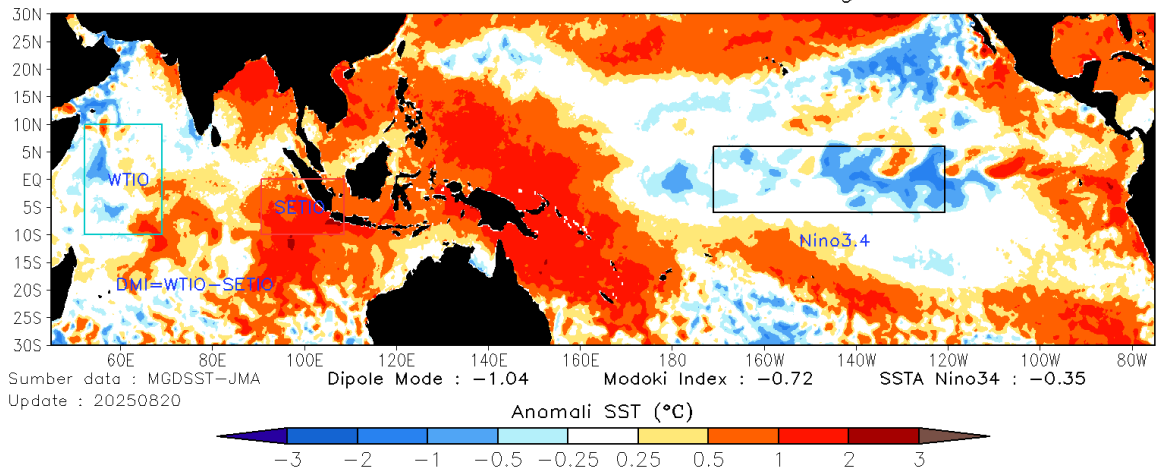 30N
25N
20N
15N
10N
5N
EQ
5S
10S
15S
20S
25S
30S
WTIO
SETIO
Nino3.4
DMI=WTIO-SETIO
60E 80E 100E 120E 140E 160E 180 160W 140W 120W 100W 80W
Sumber data : MGDSST-JMA Dipole Mode : -1.04 Modoki Index : -0.72 SSTA Nino34 : -0.35
Update : 20250820
Anomali SST (°C)
-3 -2 -1 -0.5 -0.25 0.25 0.5 1 2 3